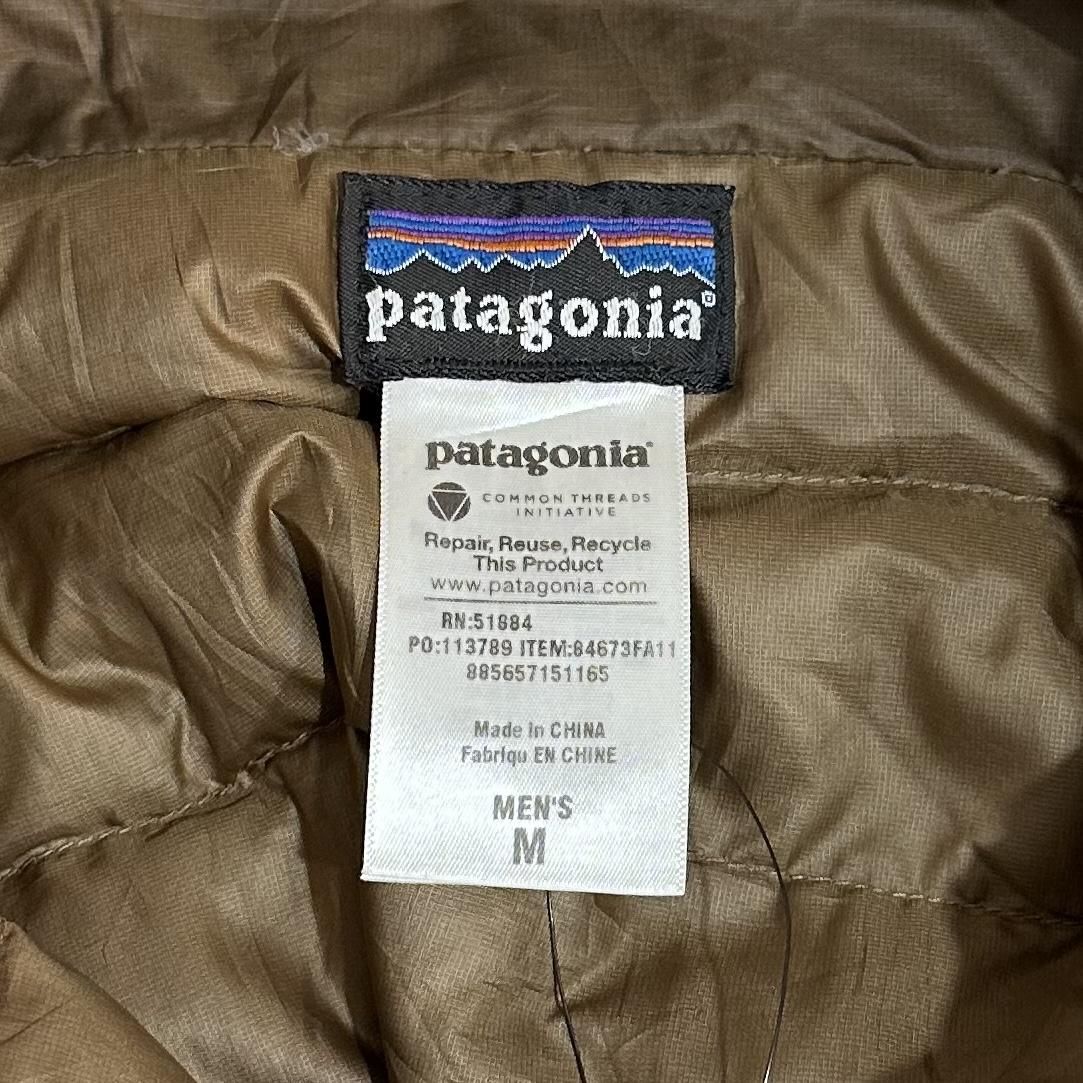 patagonia®
patagonia®
COMMON THREADS
INITIATIVE
Repair, Reuse, Recycle
This Product
www.patagonia.com
RN:51884
PO:113789 ITEM:84673FA11
885657151165
Made in CHINA
Fabriqu EN CHINE
MEN'S
M